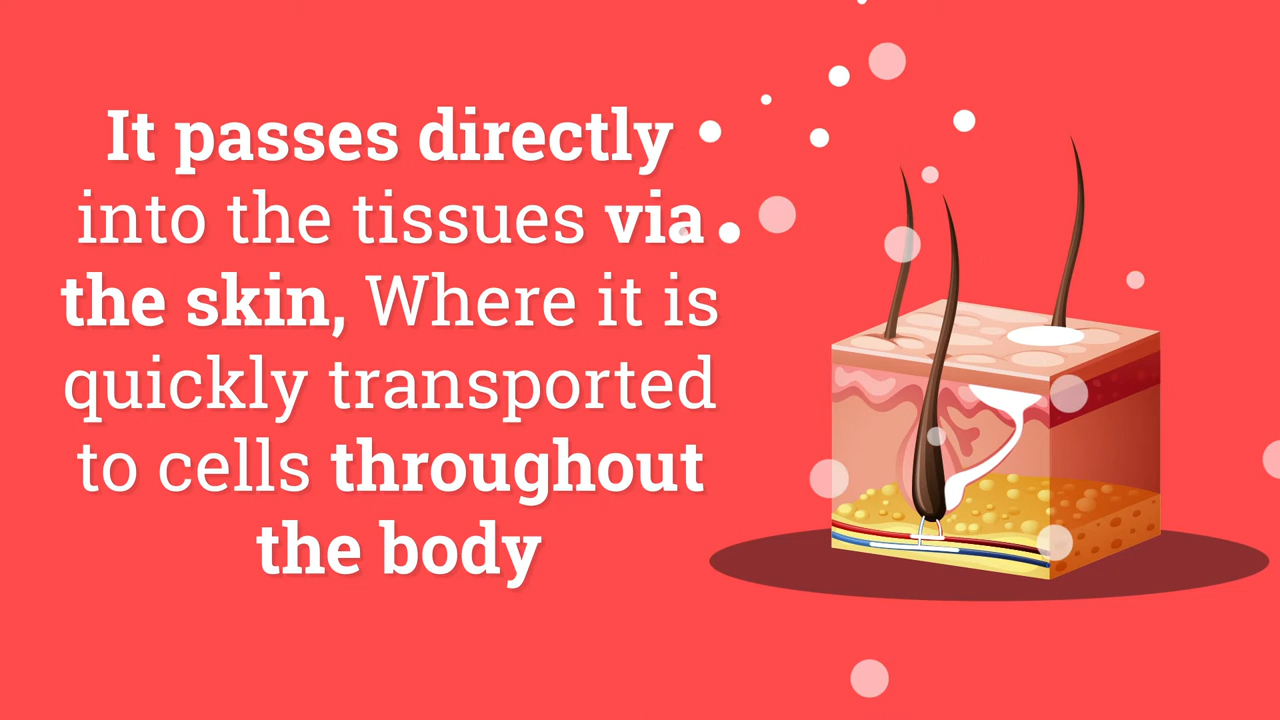 It passes directly
into the tissues via
the skin, Where it is
quickly transported
to cells throughout
the body